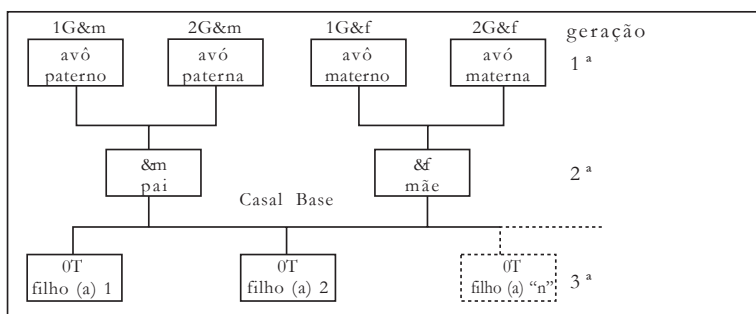 1G&m 2G&m 1G&f 2G&f geração
avô avó avô avó
paterno paterna materno materna 1ª
&m &f
pai mãe 2ª
Casal Base
0T 0T 0T
filho (a) 1 filho (a) 2 filho (a) “n” 3ª